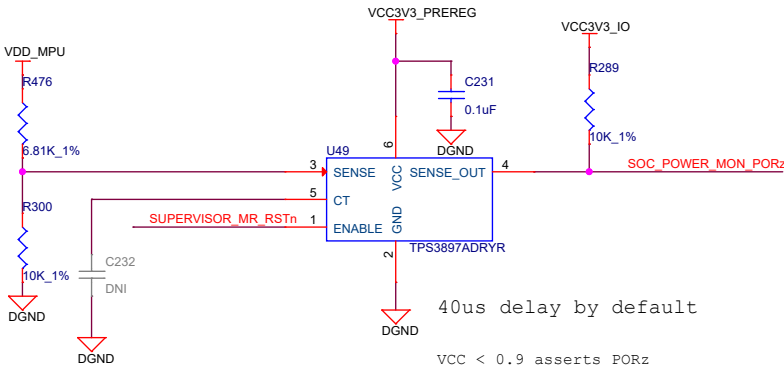 VCC3V3_PREREG
VCC3V3_IO
VDD_MPU
R476
6.81K_1%
C231
0.1uF
DGND
R289
10K_1%
U49
3
SENSE
6
VCC
SENSE_OUT
4
SOC_POWER_MON_PORz
5
CT
SUPERVISOR_MR_RSTn
1
ENABLE
GND
2
TPS3897ADRYR
R300
10K_1%
DGND
C232
DNI
DGND
DGND
40us delay by default
VCC < 0.9 asserts PORz